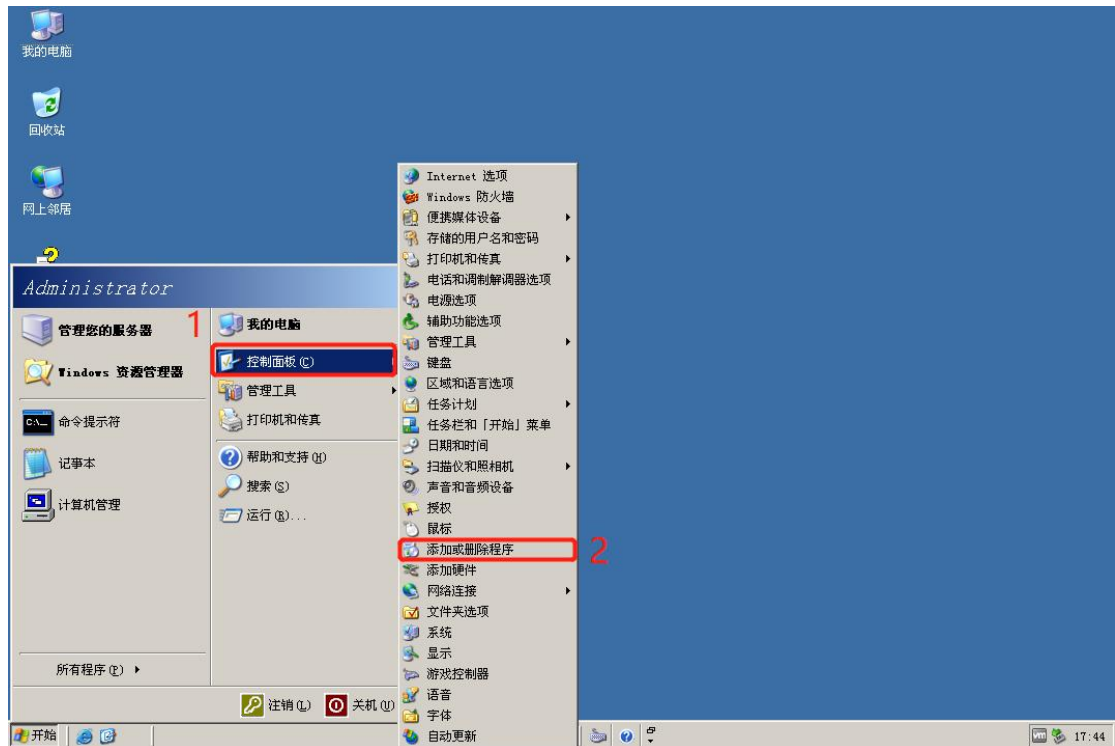 我的电脑
回收站
网上邻居
Administrator
管理您的服务器
1
Windows 资源管理器
命令提示符
记事本
计算机管理
所有程序(P)
我的电脑
控制面板(C)
管理工具
打印机和传真
帮助和支持(H)
搜索(S)
运行(R)...
注销(L)
关机(U)
Internet 选项
Windows 防火墙
便携媒体设备
存储的用户名和密码
打印机和传真
电话和调制解调器选项
电源选项
辅助功能选项
管理工具
键盘
区域和语言选项
任务计划
任务栏和「开始」菜单
日期和时间
扫描仪和照相机
声音和音频设备
授权
鼠标
添加或删除程序
2
添加硬件
网络连接
文件夹选项
系统
显示
游戏控制器
语音
字体
自动更新
开始
17:44